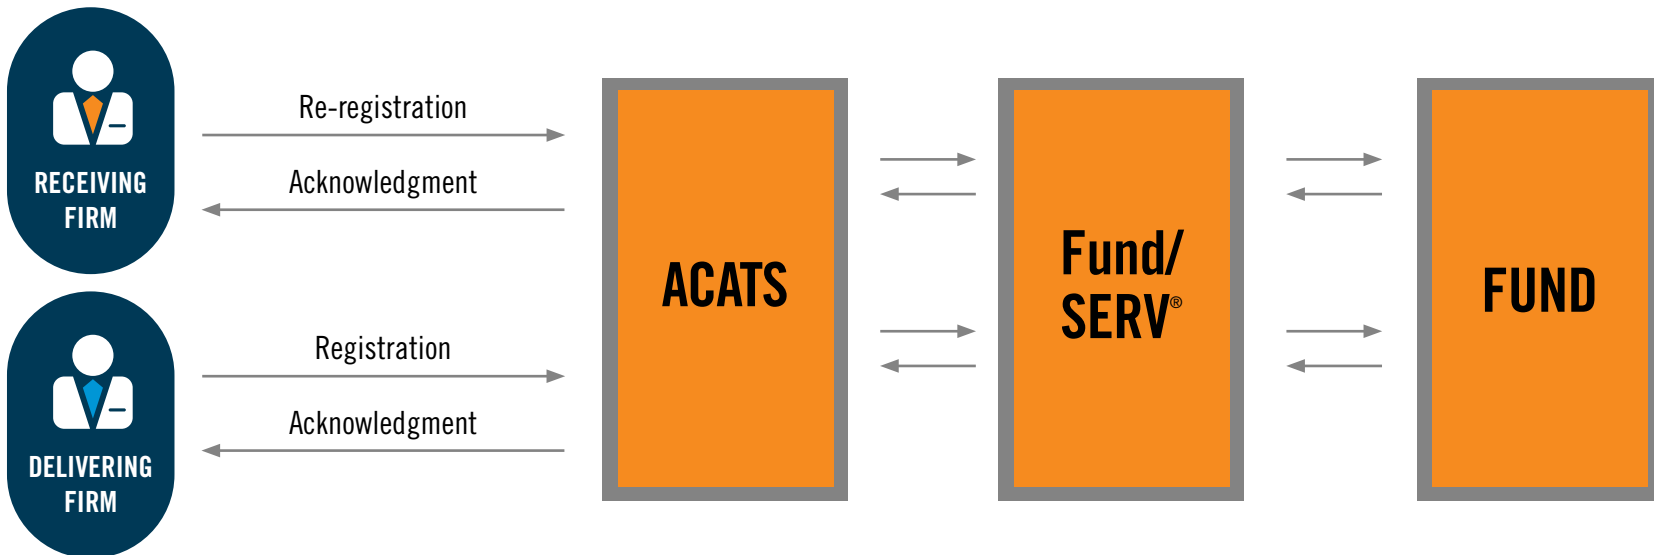 Re-registration
Acknowledgment
RECEIVING
FIRM
Registration
Acknowledgment
DELIVERING
FIRM
ACATS
Fund/
SERV®
FUND